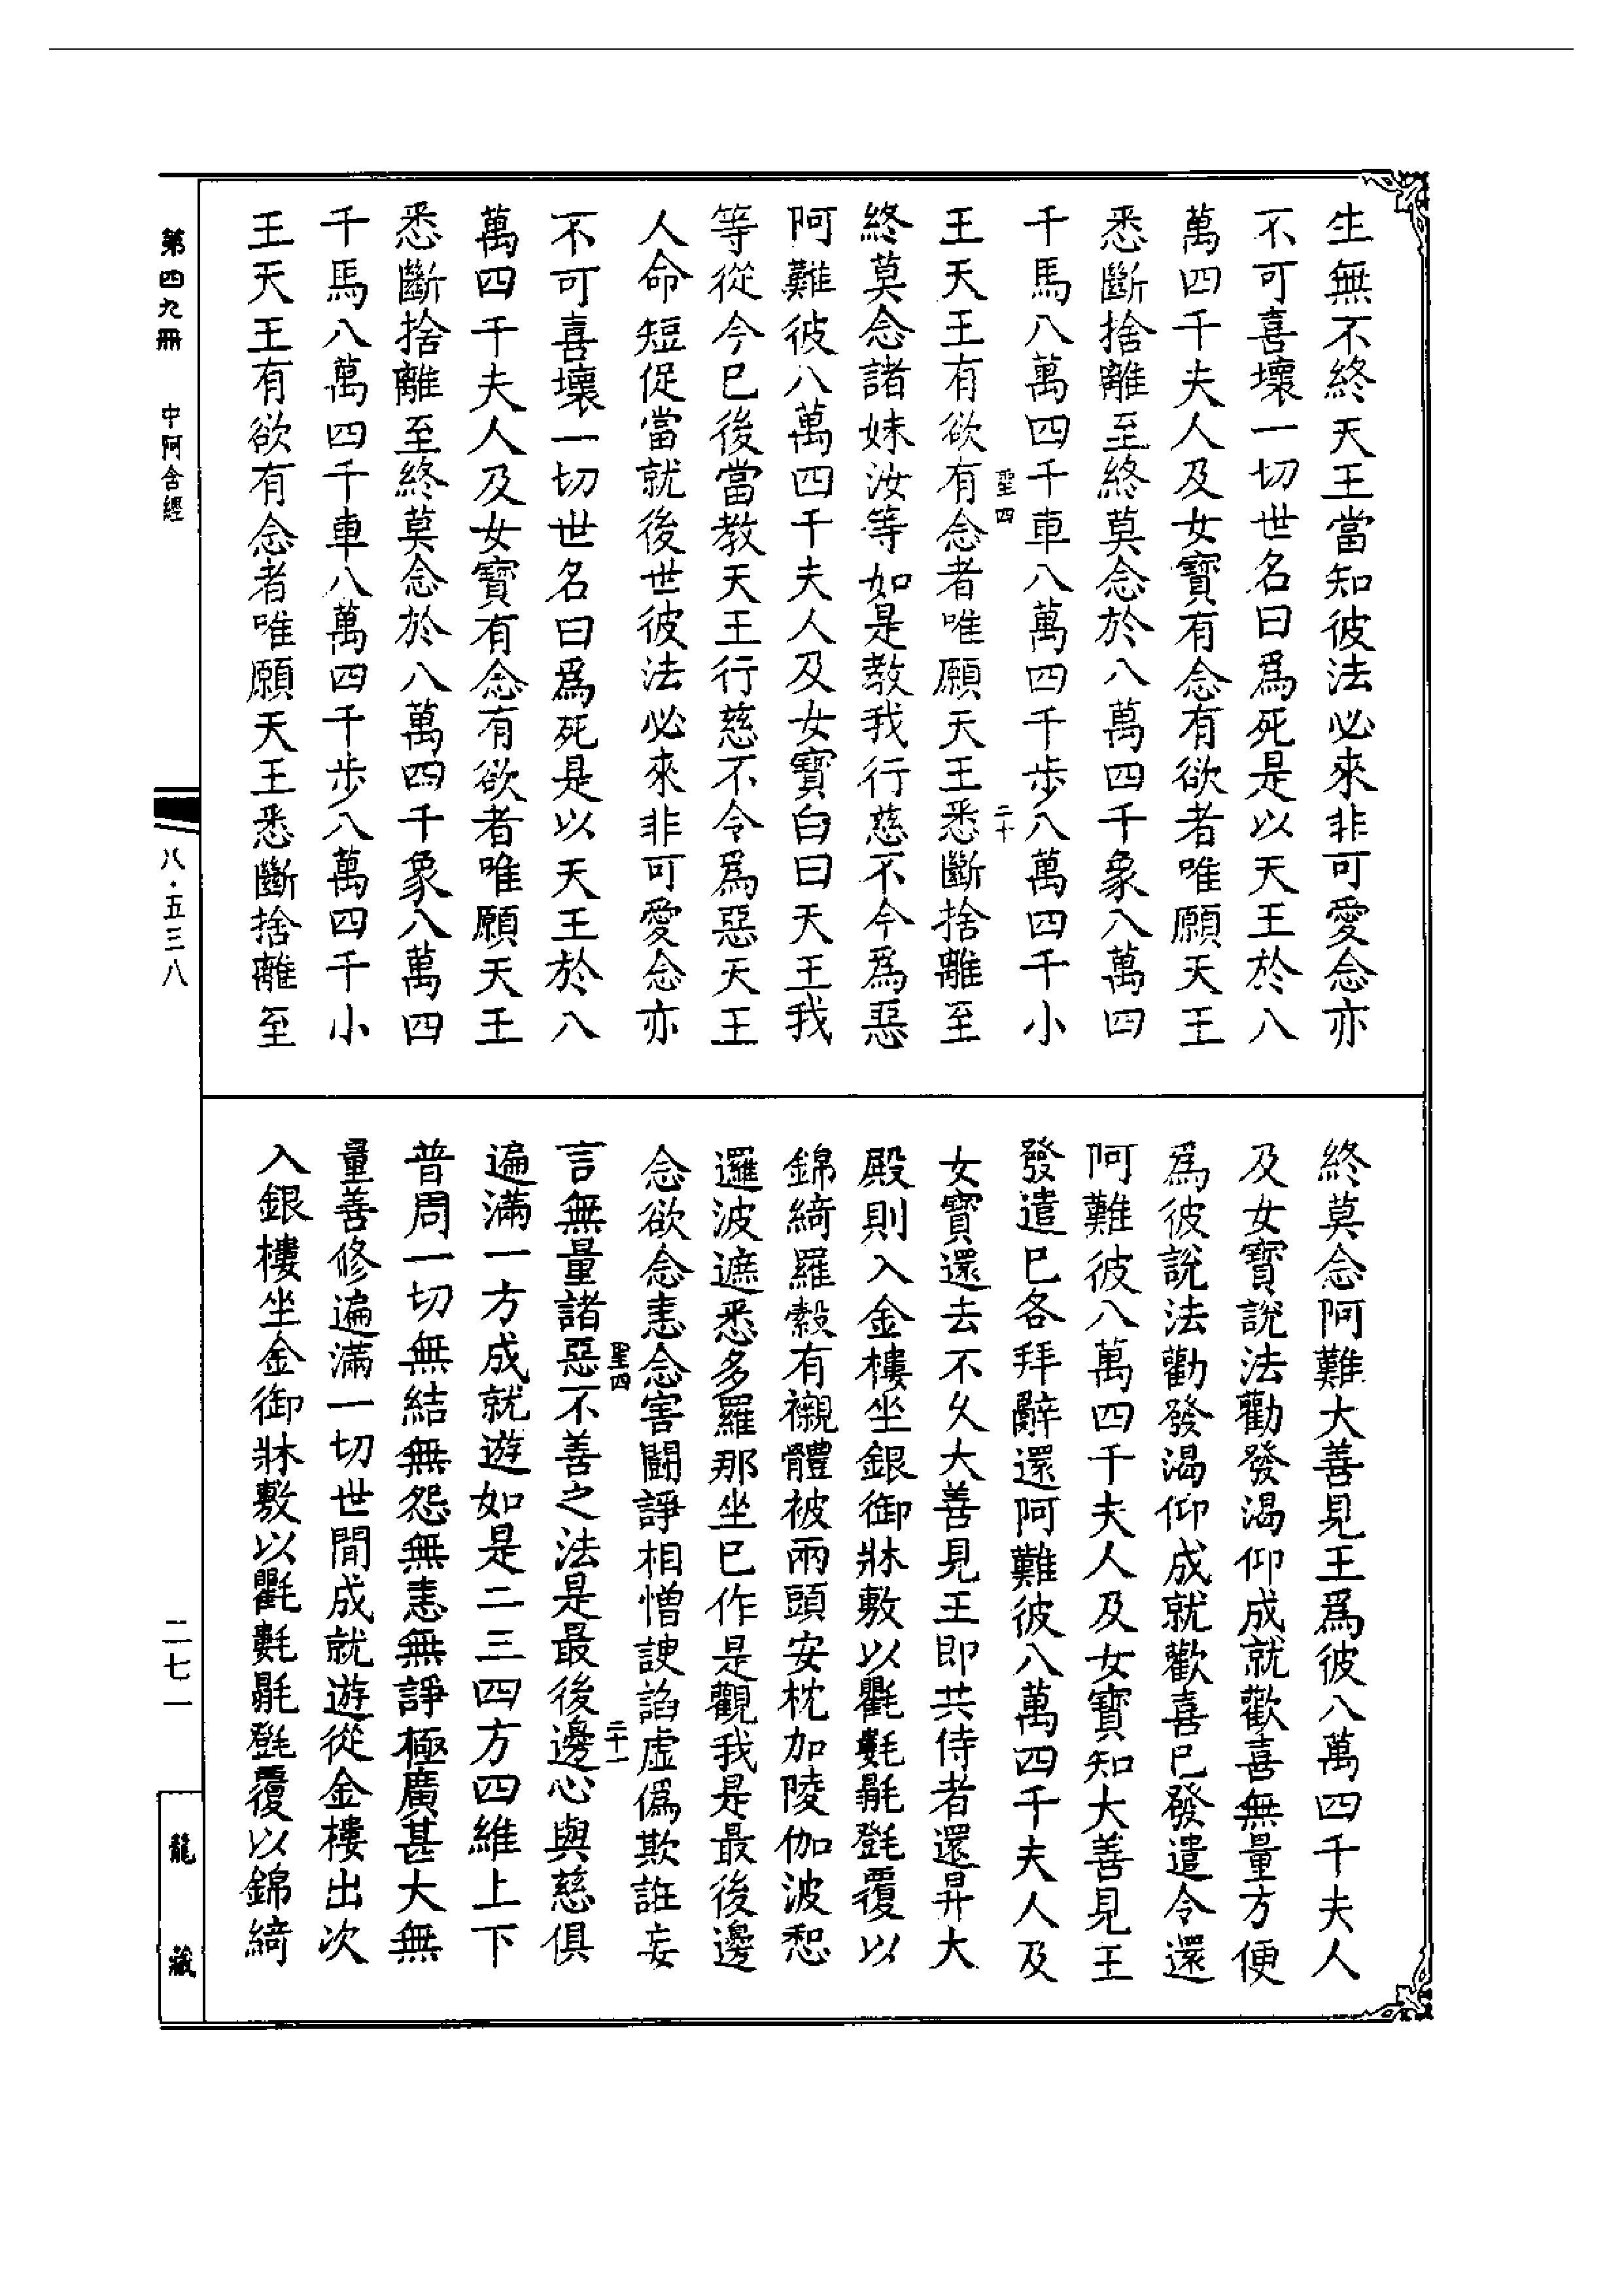 生無不終天王當知彼法必來非可愛念亦
不可喜壞一切世名曰爲死是以天王於八
萬四千夫人及女寶有念有欲者唯願天王
悉斷捨離至終莫念於八萬四千象八萬四
千馬八萬四千車八萬四千步八萬四千小
聖四
二十
王天王有欲有念者唯願天王悉斷捨離至
終莫念諸妹汝等如是教我行慈不令爲惡
阿難彼八萬四千夫人及女寶白曰天王我
等從今已後當教天王行慈不令爲惡天王
人命短促當就後世彼法必來非可愛念亦
不可喜壞一切世名曰爲死是以天王於八
萬四千夫人及女寶有念有欲者唯願天王
悉斷捨離至終莫念於八萬四千象八萬四
千馬八萬四千車八萬四千步八萬四千小
王天王有欲有念者唯願天王悉斷捨離至
終莫念阿難大善見王爲彼八萬四千夫人
及女寶說法勸發渴仰成就歡喜無量方便
爲彼說法勸發渴仰成就歡喜已發遣令還
阿難彼八萬四千夫人及女寶知大善見王
發遣已各拜辭還阿難彼八萬四千夫人及
女寶還去不久大善見王即共侍者還昇大
殿則入金樓坐銀御牀敷以氍氀毾㲪覆以
錦綺羅縠有襯體被兩頭安枕加陵伽波惒
邏波遮悉多羅那坐已作是觀我是最後邊
念欲念恚念害鬪諍相憎諛諂虛僞欺誑妄
聖四
二十一
言無量諸惡不善之法是最後邊心與慈俱
遍滿一方成就遊如是二三四方四維上下
普周一切無結無怨無恚無諍極廣甚大無
量善修遍滿一切世間成就遊從金樓出次
入銀樓坐金御牀敷以氍氀毾㲪覆以錦綺
第四九冊　中阿含經
八·五三八
二七一
龍藏